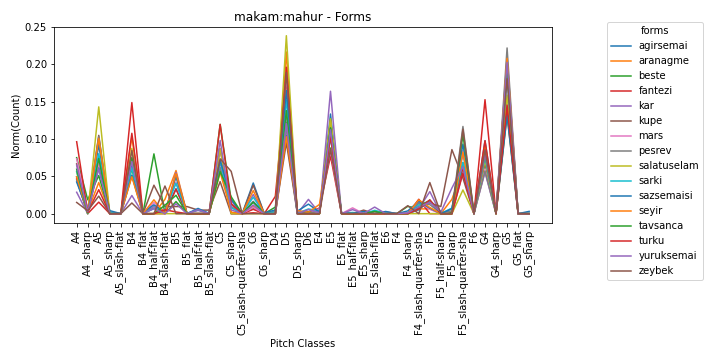 makam:mahur - Forms
Norm(Count)
0.25
0.20
0.15
0.10
0.05
0.00
A4
A4_sharp
A5
A5_sharp
A5_slash-flat
B4
B4_flat
B4_half-flat
B4_slash-flat
B5
B5_flat
B5_half-flat
B5_slash-flat
C5
C5_sharp
C5_slash-quarter-sha
C6
C6_sharp
D4
D5
D5_sharp
D6
E4
E5
E5_flat
E5_half-flat
E5_sharp
E5_slash-flat
E6
F4
F4_sharp
F4_slash-quarter-sha
F5
F5_half-sharp
F5_sharp
F5_slash-quarter-sha
F6
G4
G4_sharp
G5
G5_flat
G5_sharp
Pitch Classes
forms
agirsemai
aranagme
beste
fantezi
kar
kupe
mars
pesrev
salatuselam
sarki
sazsemaisi
seyir
tavsanca
turku
yuruksemai
zeybek